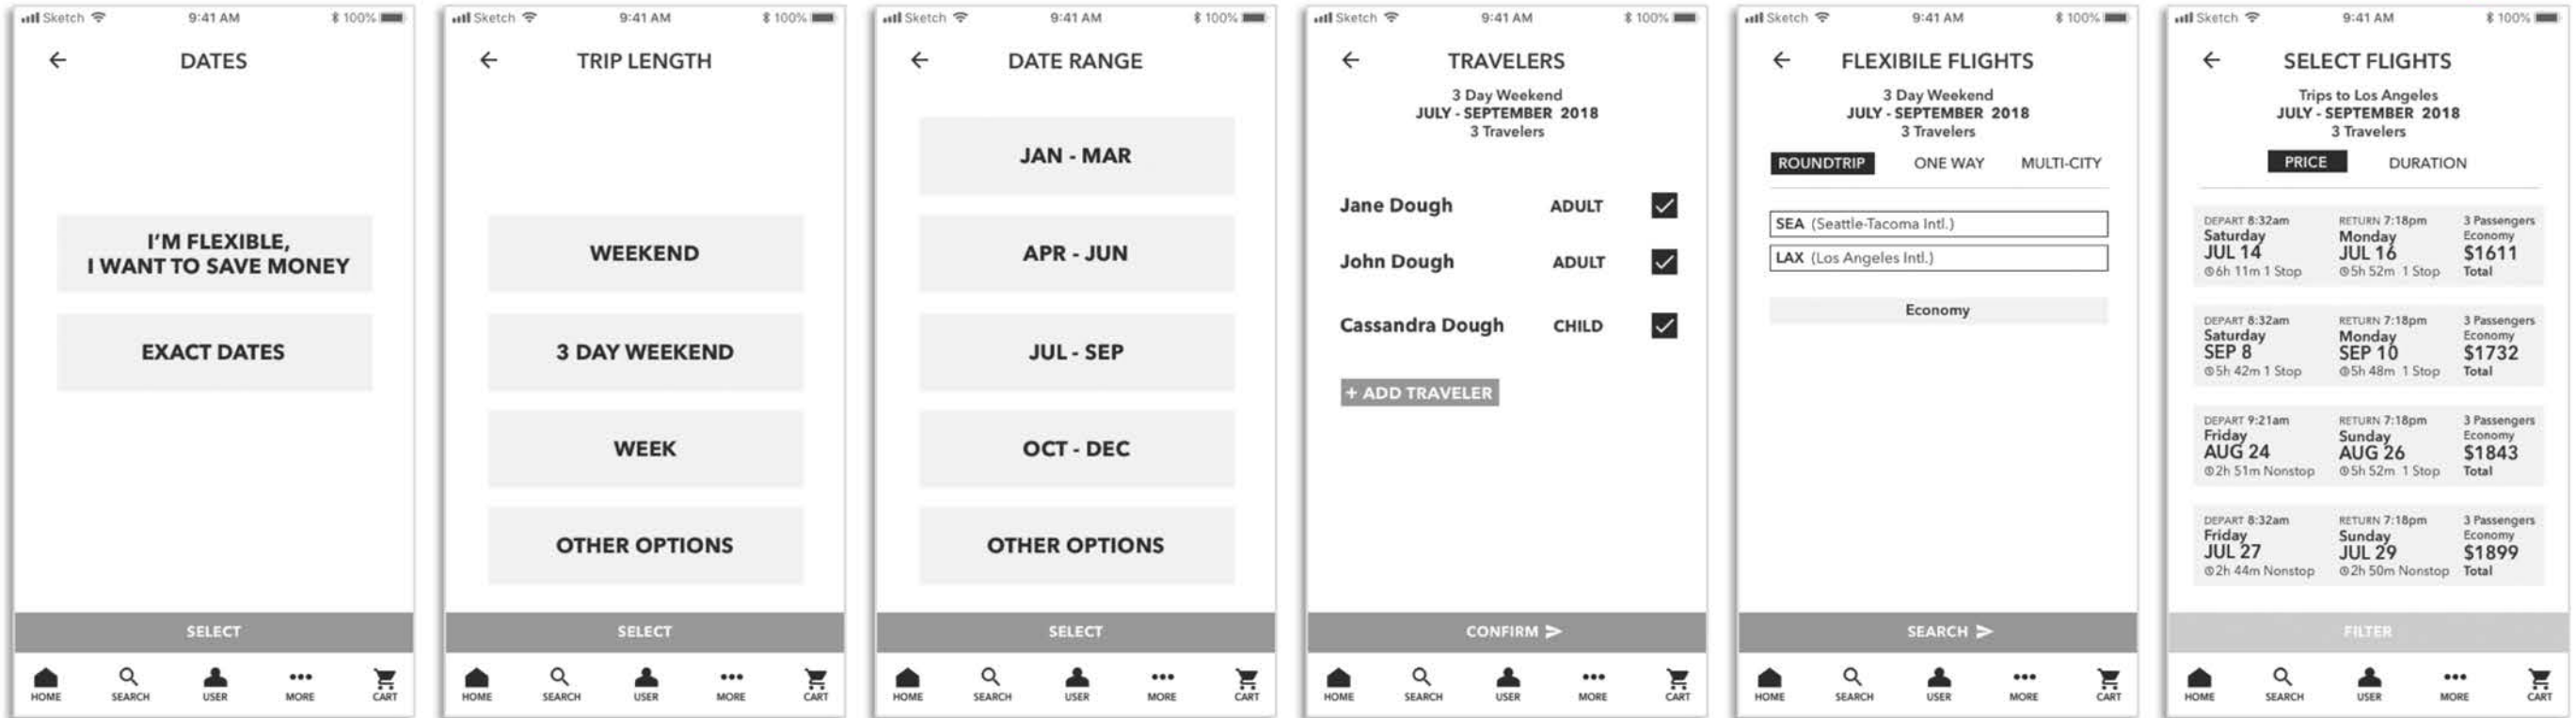 Sketch 9:41 AM 100%
DATES
I'M FLEXIBLE,
I WANT TO SAVE MONEY
EXACT DATES
SELECT
HOME SEARCH USER MORE CART
Sketch 9:41 AM 100%
TRIP LENGTH
WEEKEND
3 DAY WEEKEND
WEEK
OTHER OPTIONS
SELECT
HOME SEARCH USER MORE CART
Sketch 9:41 AM 100%
DATE RANGE
JAN - MAR
APR - JUN
JUL - SEP
OCT - DEC
OTHER OPTIONS
SELECT
HOME SEARCH USER MORE CART
Sketch 9:41 AM 100%
TRAVELERS
3 Day Weekend
JULY - SEPTEMBER 2018
3 Travelers
Jane Dough ADULT
John Dough ADULT
Cassandra Dough CHILD
+ ADD TRAVELER
CONFIRM
HOME SEARCH USER MORE CART
Sketch 9:41 AM 100%
FLEXIBILE FLIGHTS
3 Day Weekend
JULY - SEPTEMBER 2018
3 Travelers
ROUNDTRIP ONE WAY MULTI-CITY
SEA (Seattle-Tacoma Intl.)
LAX (Los Angeles Intl.)
Economy
SEARCH
HOME SEARCH USER MORE CART
Sketch 9:41 AM 100%
SELECT FLIGHTS
Trips to Los Angeles
JULY - SEPTEMBER 2018
3 Travelers
PRICE DURATION
DEPART 8:32am RETURN 7:18pm 3 Passengers
Saturday Monday Economy
JUL 14 JUL 16 $1611
6h 11m 1 Stop 5h 52m 1 Stop Total
DEPART 8:32am RETURN 7:18pm 3 Passengers
Saturday Monday Economy
SEP 8 SEP 10 $1732
5h 42m 1 Stop 5h 48m 1 Stop Total
DEPART 9:21am RETURN 7:18pm 3 Passengers
Friday Sunday Economy
AUG 24 AUG 26 $1843
2h 51m Nonstop 5h 52m 1 Stop Total
DEPART 8:32am RETURN 7:18pm 3 Passengers
Friday Sunday Economy
JUL 27 JUL 29 $1899
2h 44m Nonstop 2h 50m Nonstop Total
FILTER
HOME SEARCH USER MORE CART